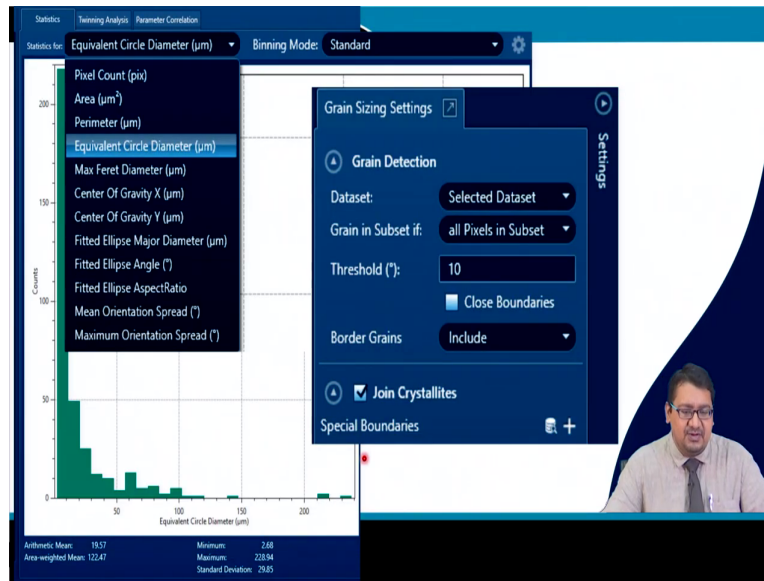 Statistics Twinning Analysis Parameter Correlation
Statistics for: Equivalent Circle Diameter (µm) Binning Mode: Standard
Pixel Count (pix)
Area (µm²)
Perimeter (µm)
Equivalent Circle Diameter (µm)
Max Feret Diameter (µm)
Center Of Gravity X (µm)
Center Of Gravity Y (µm)
Fitted Ellipse Major Diameter (µm)
Fitted Ellipse Angle (°)
Fitted Ellipse AspectRatio
Mean Orientation Spread (°)
Maximum Orientation Spread (°)
200
150
100
50
0
Counts
50 100 150 200
Equivalent Circle Diameter (µm)
Arithmetic Mean: 19.57
Area-weighted Mean: 122.47
Minimum: 2.68
Maximum: 228.94
Standard Deviation: 29.85
Grain Sizing Settings
Settings
Grain Detection
Dataset: Selected Dataset
Grain in Subset if: all Pixels in Subset
Threshold (°): 10
Close Boundaries
Border Grains Include
Join Crystallites
Special Boundaries